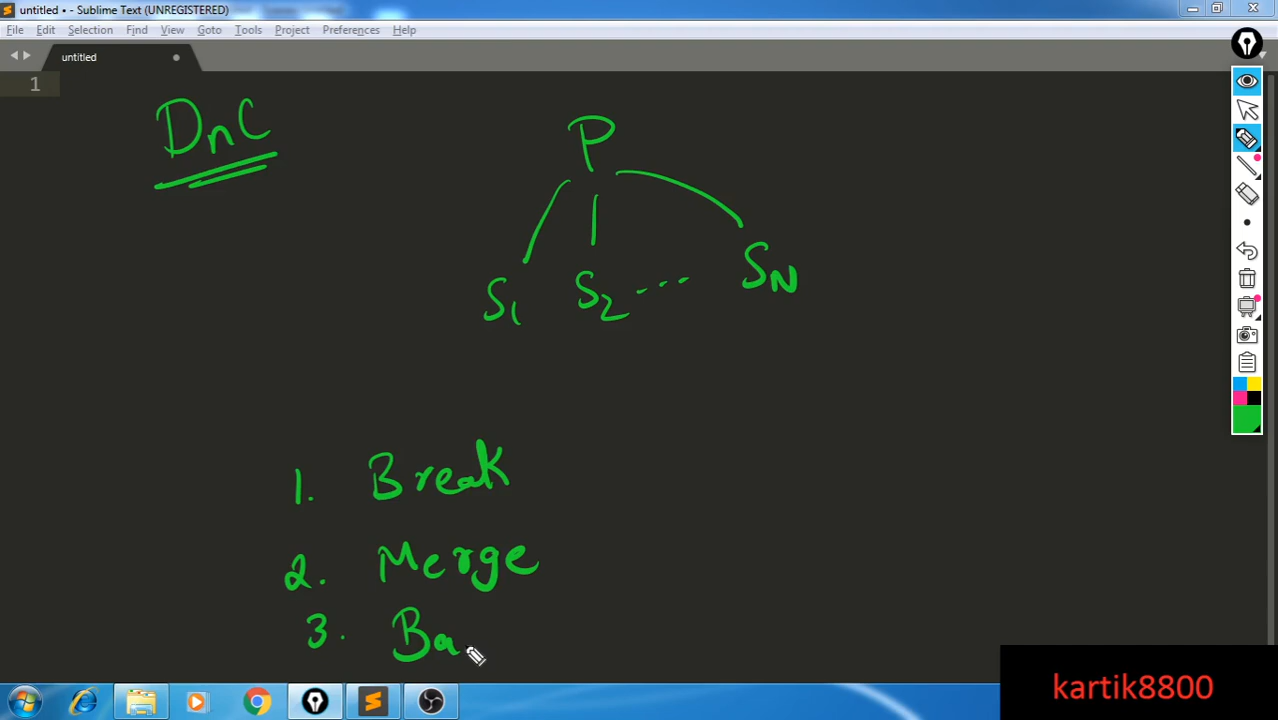 untitled • - Sublime Text (UNREGISTERED)
File Edit Selection Find View Goto Tools Project Preferences Help
untitled
1
DnC
P
S1 S2 ... SN
1. Break
2. Merge
3. Ba
kartik8800